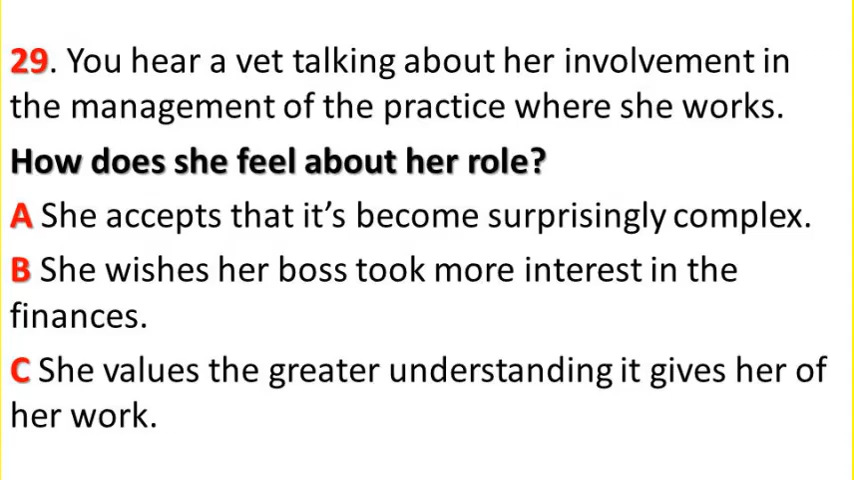 29. You hear a vet talking about her involvement in
the management of the practice where she works.
How does she feel about her role?
A She accepts that it’s become surprisingly complex.
B She wishes her boss took more interest in the
finances.
C She values the greater understanding it gives her of
her work.